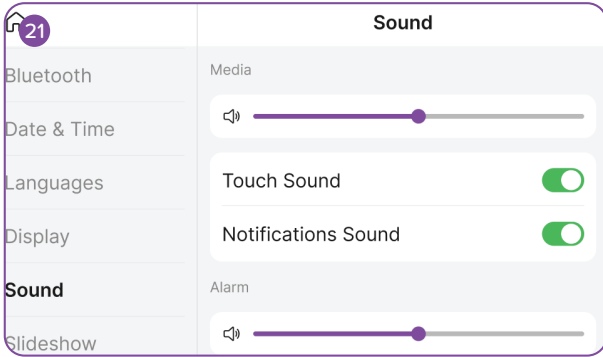 21
Sound
Bluetooth
Date & Time
Languages
Display
Sound
Slideshow
Media
Touch Sound
Notifications Sound
Alarm